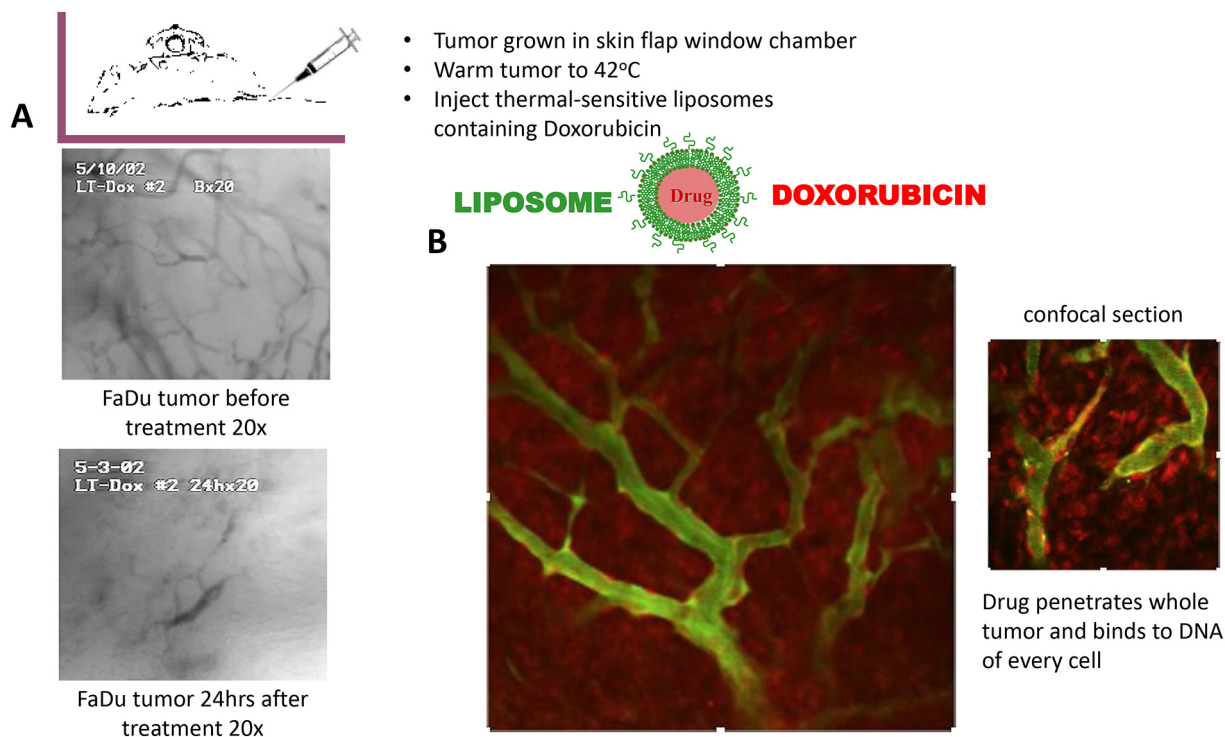 • Tumor grown in skin flap window chamber
• Warm tumor to 42°C
• Inject thermal-sensitive liposomes
containing Doxorubicin
A
5/10/02
LT-Dox #2 Bx20
FaDu tumor before
treatment 20x
5-3-02
LT-Dox #2 24hx20
FaDu tumor 24hrs after
treatment 20x
LIPOSOME
Drug
DOXORUBICIN
B
confocal section
Drug penetrates whole
tumor and binds to DNA
of every cell